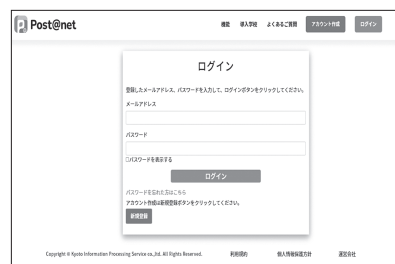 Post@net
機能 導入学校 よくあるご質問 アカウント作成 ログイン
ログイン
登録したメールアドレス、パスワードを入力して、ログインボタンをクリックしてください。
メールアドレス
パスワード
□パスワードを表示する
ログイン
パスワードを忘れた方はこちら
アカウント作成は新規登録ボタンをクリックしてください。
新規登録
Copyright © Kyoto Information Processing Service co.,ltd. All Rights Reserved. 利用規約 個人情報保護方針 運営会社